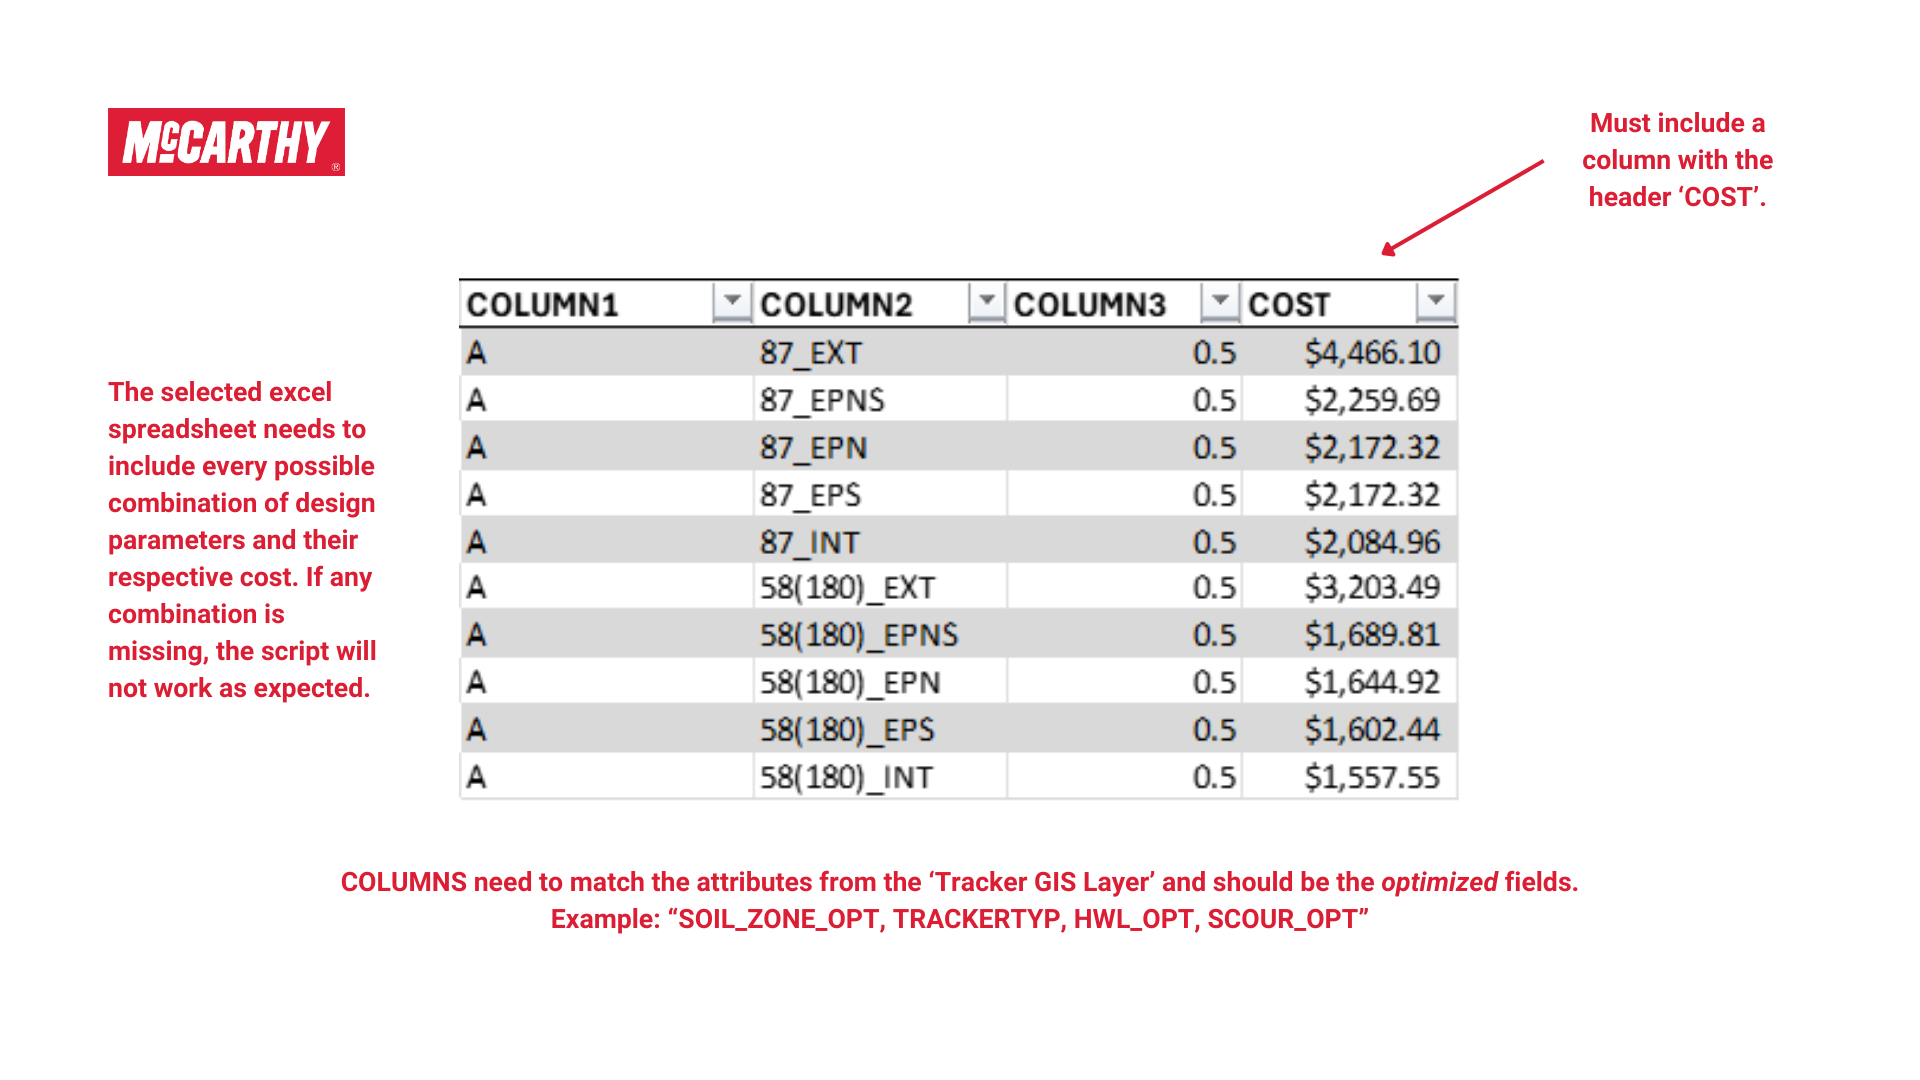 McCARTHY®
Must include a
column with the
header ‘COST’.
The selected excel
spreadsheet needs to
include every possible
combination of design
parameters and their
respective cost. If any
combination is
missing, the script will
not work as expected.
COLUMN1 COLUMN2 COLUMN3 COST
A 87_EXT 0.5 $4,466.10
A 87_EPNS 0.5 $2,259.69
A 87_EPN 0.5 $2,172.32
A 87_EPS 0.5 $2,172.32
A 87_INT 0.5 $2,084.96
A 58(180)_EXT 0.5 $3,203.49
A 58(180)_EPNS 0.5 $1,689.81
A 58(180)_EPN 0.5 $1,644.92
A 58(180)_EPS 0.5 $1,602.44
A 58(180)_INT 0.5 $1,557.55
COLUMNS need to match the attributes from the ‘Tracker GIS Layer’ and should be the optimized fields.
Example: “SOIL_ZONE_OPT, TRACKERTYP, HWL_OPT, SCOUR_OPT”